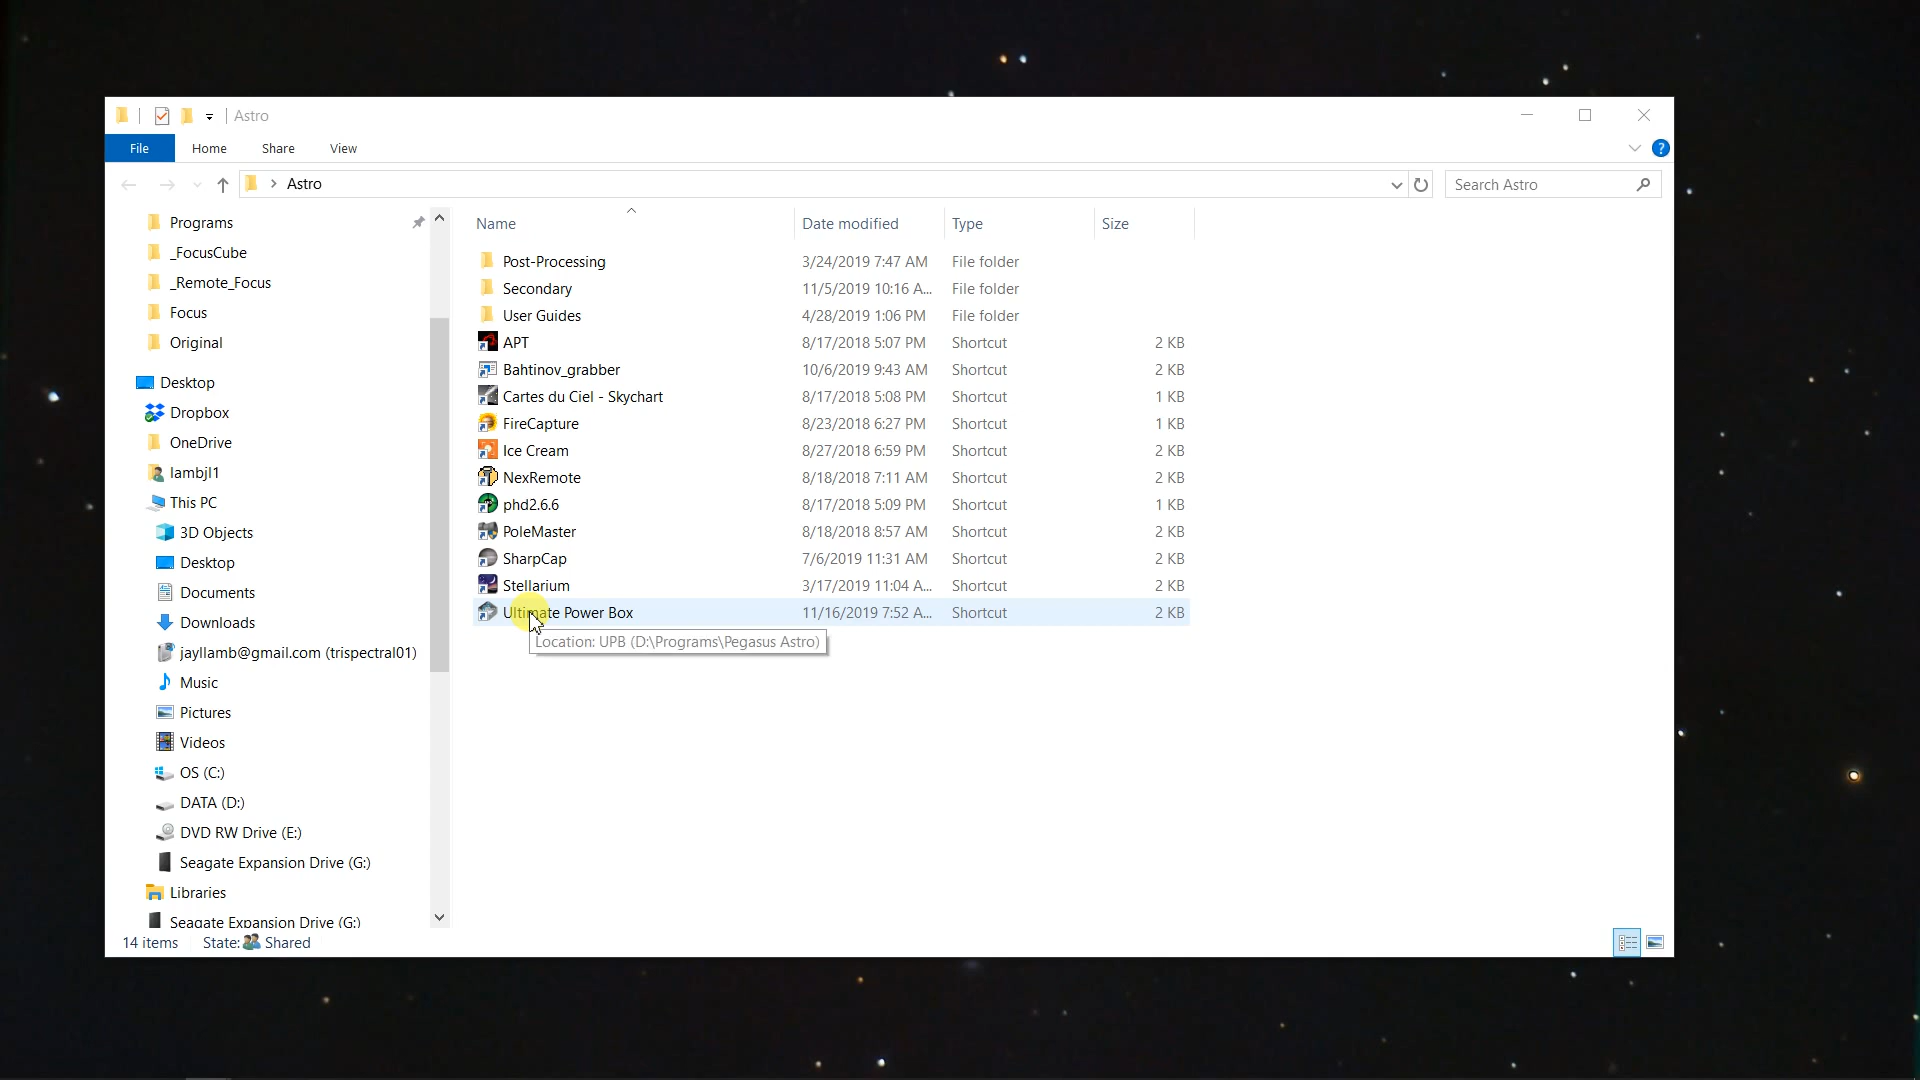 Astro
File Home Share View
Astro
Search Astro
Programs
_FocusCube
_Remote_Focus
Focus
Original
Desktop
Dropbox
OneDrive
lambjl1
This PC
3D Objects
Desktop
Documents
Downloads
jayllamb@gmail.com (trispectral01)
Music
Pictures
Videos
OS (C:)
DATA (D:)
DVD RW Drive (E:)
Seagate Expansion Drive (G:)
Libraries
Seagate Expansion Drive (G:)
Name Date modified Type Size
Post-Processing 3/24/2019 7:47 AM File folder
Secondary 11/5/2019 10:16 A... File folder
User Guides 4/28/2019 1:06 PM File folder
APT 8/17/2018 5:07 PM Shortcut 2 KB
Bahtinov_grabber 10/6/2019 9:43 AM Shortcut 2 KB
Cartes du Ciel - Skychart 8/17/2018 5:08 PM Shortcut 1 KB
FireCapture 8/23/2018 6:27 PM Shortcut 1 KB
Ice Cream 8/27/2018 6:59 PM Shortcut 2 KB
NexRemote 8/18/2018 7:11 AM Shortcut 2 KB
phd2.6.6 8/17/2018 5:09 PM Shortcut 1 KB
PoleMaster 8/18/2018 8:57 AM Shortcut 2 KB
SharpCap 7/6/2019 11:31 AM Shortcut 2 KB
Stellarium 3/17/2019 11:04 A... Shortcut 2 KB
Ultimate Power Box 11/16/2019 7:52 A... Shortcut 2 KB
Location: UPB (D:\Programs\Pegasus Astro)
14 items State: Shared